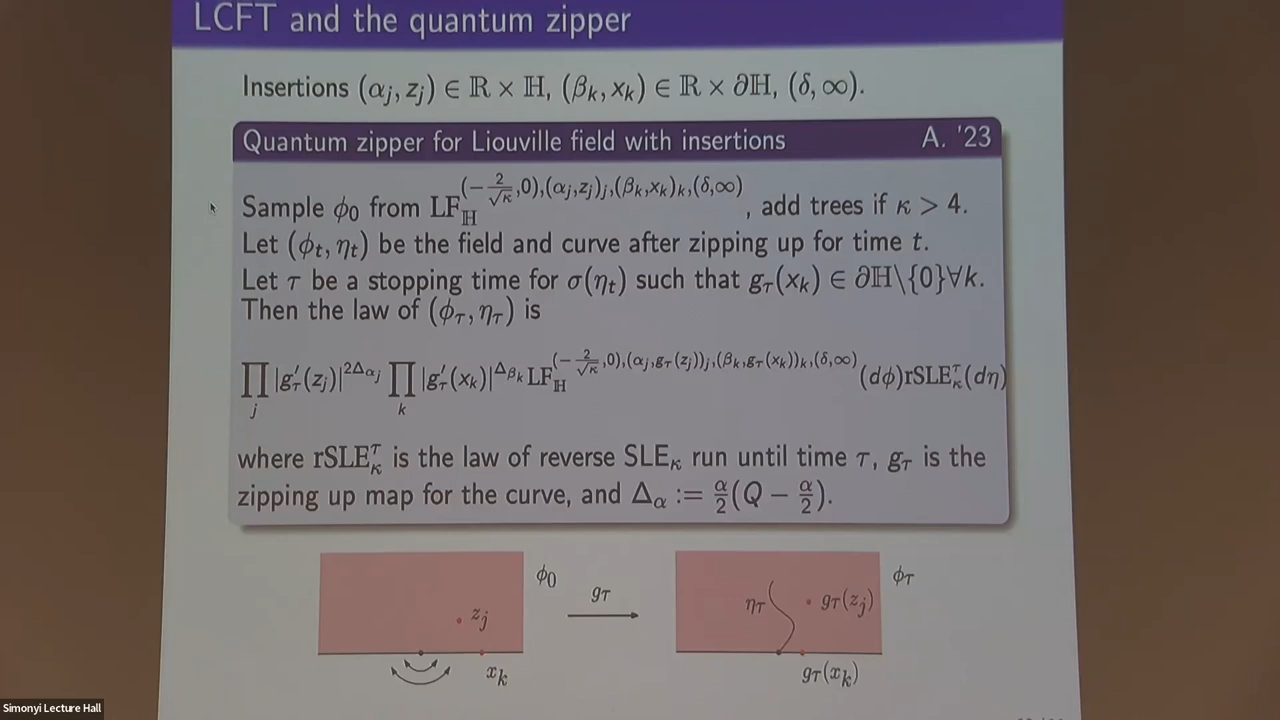 LCFT and the quantum zipper
Insertions (α_j, z_j) ∈ ℝ × ℍ, (β_k, x_k) ∈ ℝ × ∂ℍ, (δ, ∞).
Quantum zipper for Liouville field with insertions A. '23
Sample ϕ_0 from LF_ℍ^{(-2/√κ,0),(α_j,z_j)_j,(β_k,x_k)_k,(δ,∞)}, add trees if κ > 4.
Let (ϕ_t, η_t) be the field and curve after zipping up for time t.
Let τ be a stopping time for σ(η_t) such that g_τ(x_k) ∈ ∂ℍ\{0}∀k.
Then the law of (ϕ_τ, η_τ) is
∏_j |g'_τ(z_j)|^{2Δ_{α_j}} ∏_k |g'_τ(x_k)|^{Δ_{β_k}} LF_ℍ^{(-2/√κ,0),(α_j,g_τ(z_j))_j,(β_k,g_τ(x_k))_k,(δ,∞)} (dϕ)rSLE_κ^τ(dη)
where rSLE_κ^τ is the law of reverse SLE_κ run until time τ, g_τ is the
zipping up map for the curve, and Δ_α := α/2(Q − α/2).
ϕ_0
g_τ
ϕ_τ
z_j
η_τ
g_τ(z_j)
x_k
g_τ(x_k)
Simonyi Lecture Hall